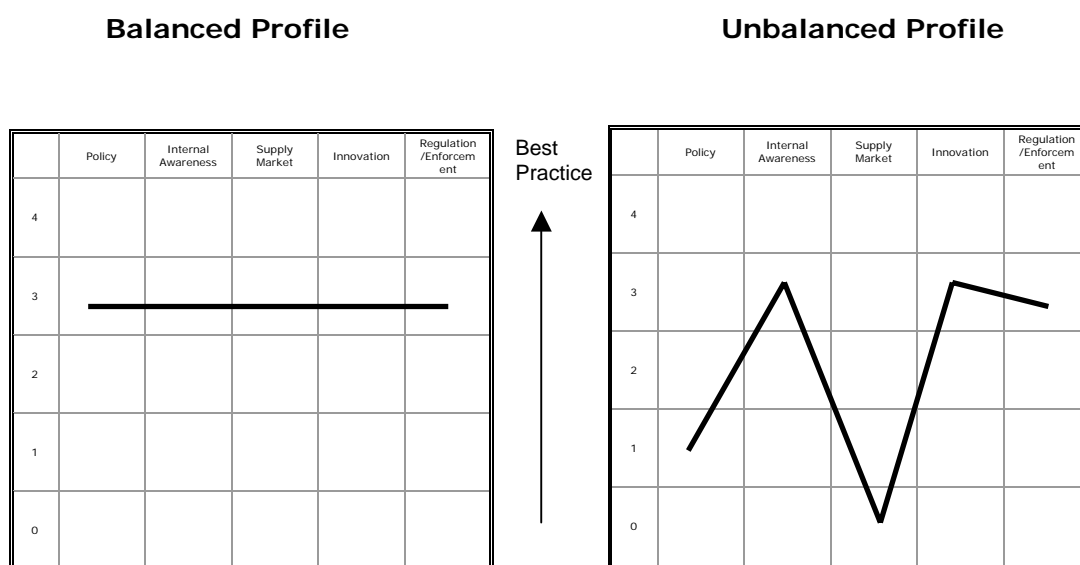 Balanced Profile
Unbalanced Profile
Policy
Internal
Awareness
Supply
Market
Innovation
Regulation
/Enforcem
ent
4
3
2
1
0
Best
Practice
Policy
Internal
Awareness
Supply
Market
Innovation
Regulation
/Enforcem
ent
4
3
2
1
0